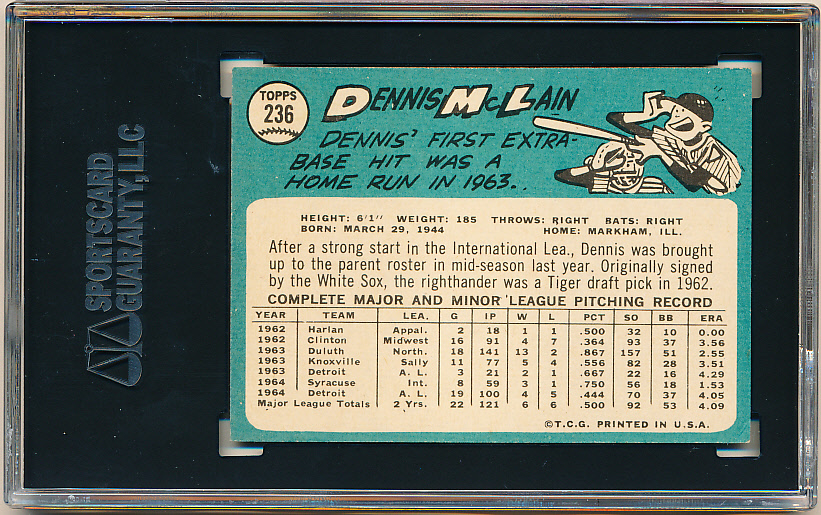 SPORTSCARD
GUARANTY, LLC
TOPPS
236
DENNIS MCLAIN
DENNIS' FIRST EXTRA-
BASE HIT WAS A
HOME RUN IN 1963..
HEIGHT: 6'1" WEIGHT: 185 THROWS: RIGHT BATS: RIGHT
BORN: MARCH 29, 1944 HOME: MARKHAM, ILL.
After a strong start in the International Lea., Dennis was brought
up to the parent roster in mid-season last year. Originally signed
by the White Sox, the righthander was a Tiger draft pick in 1962.
COMPLETE MAJOR AND MINOR LEAGUE PITCHING RECORD
YEAR TEAM LEA. G IP W L PCT SO BB ERA
1962 Harlan Appal. 2 18 1 1 .500 32 10 0.00
1962 Clinton Midwest 16 91 4 7 .364 93 37 3.56
1963 Duluth North. 18 141 13 2 .867 157 51 2.55
1963 Knoxville Sally 11 77 5 4 .556 82 28 3.51
1963 Detroit A. L. 3 21 2 1 .667 22 16 4.29
1964 Syracuse Int. 8 59 3 1 .750 56 18 1.53
1964 Detroit A. L. 19 100 4 5 .444 70 37 4.05
Major League Totals 2 Yrs. 22 121 6 6 .500 92 53 4.09
©T.C.G. PRINTED IN U.S.A.